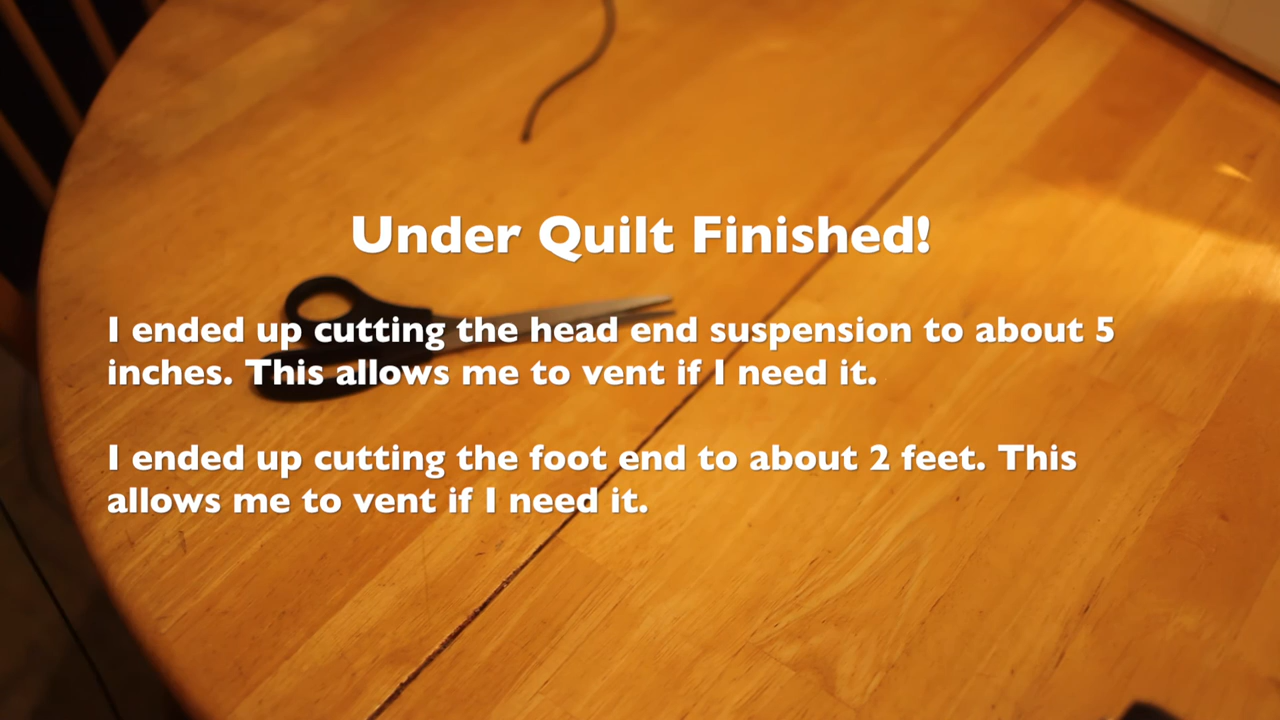 Under Quilt Finished!
I ended up cutting the head end suspension to about 5
inches. This allows me to vent if I need it.
I ended up cutting the foot end to about 2 feet. This
allows me to vent if I need it.